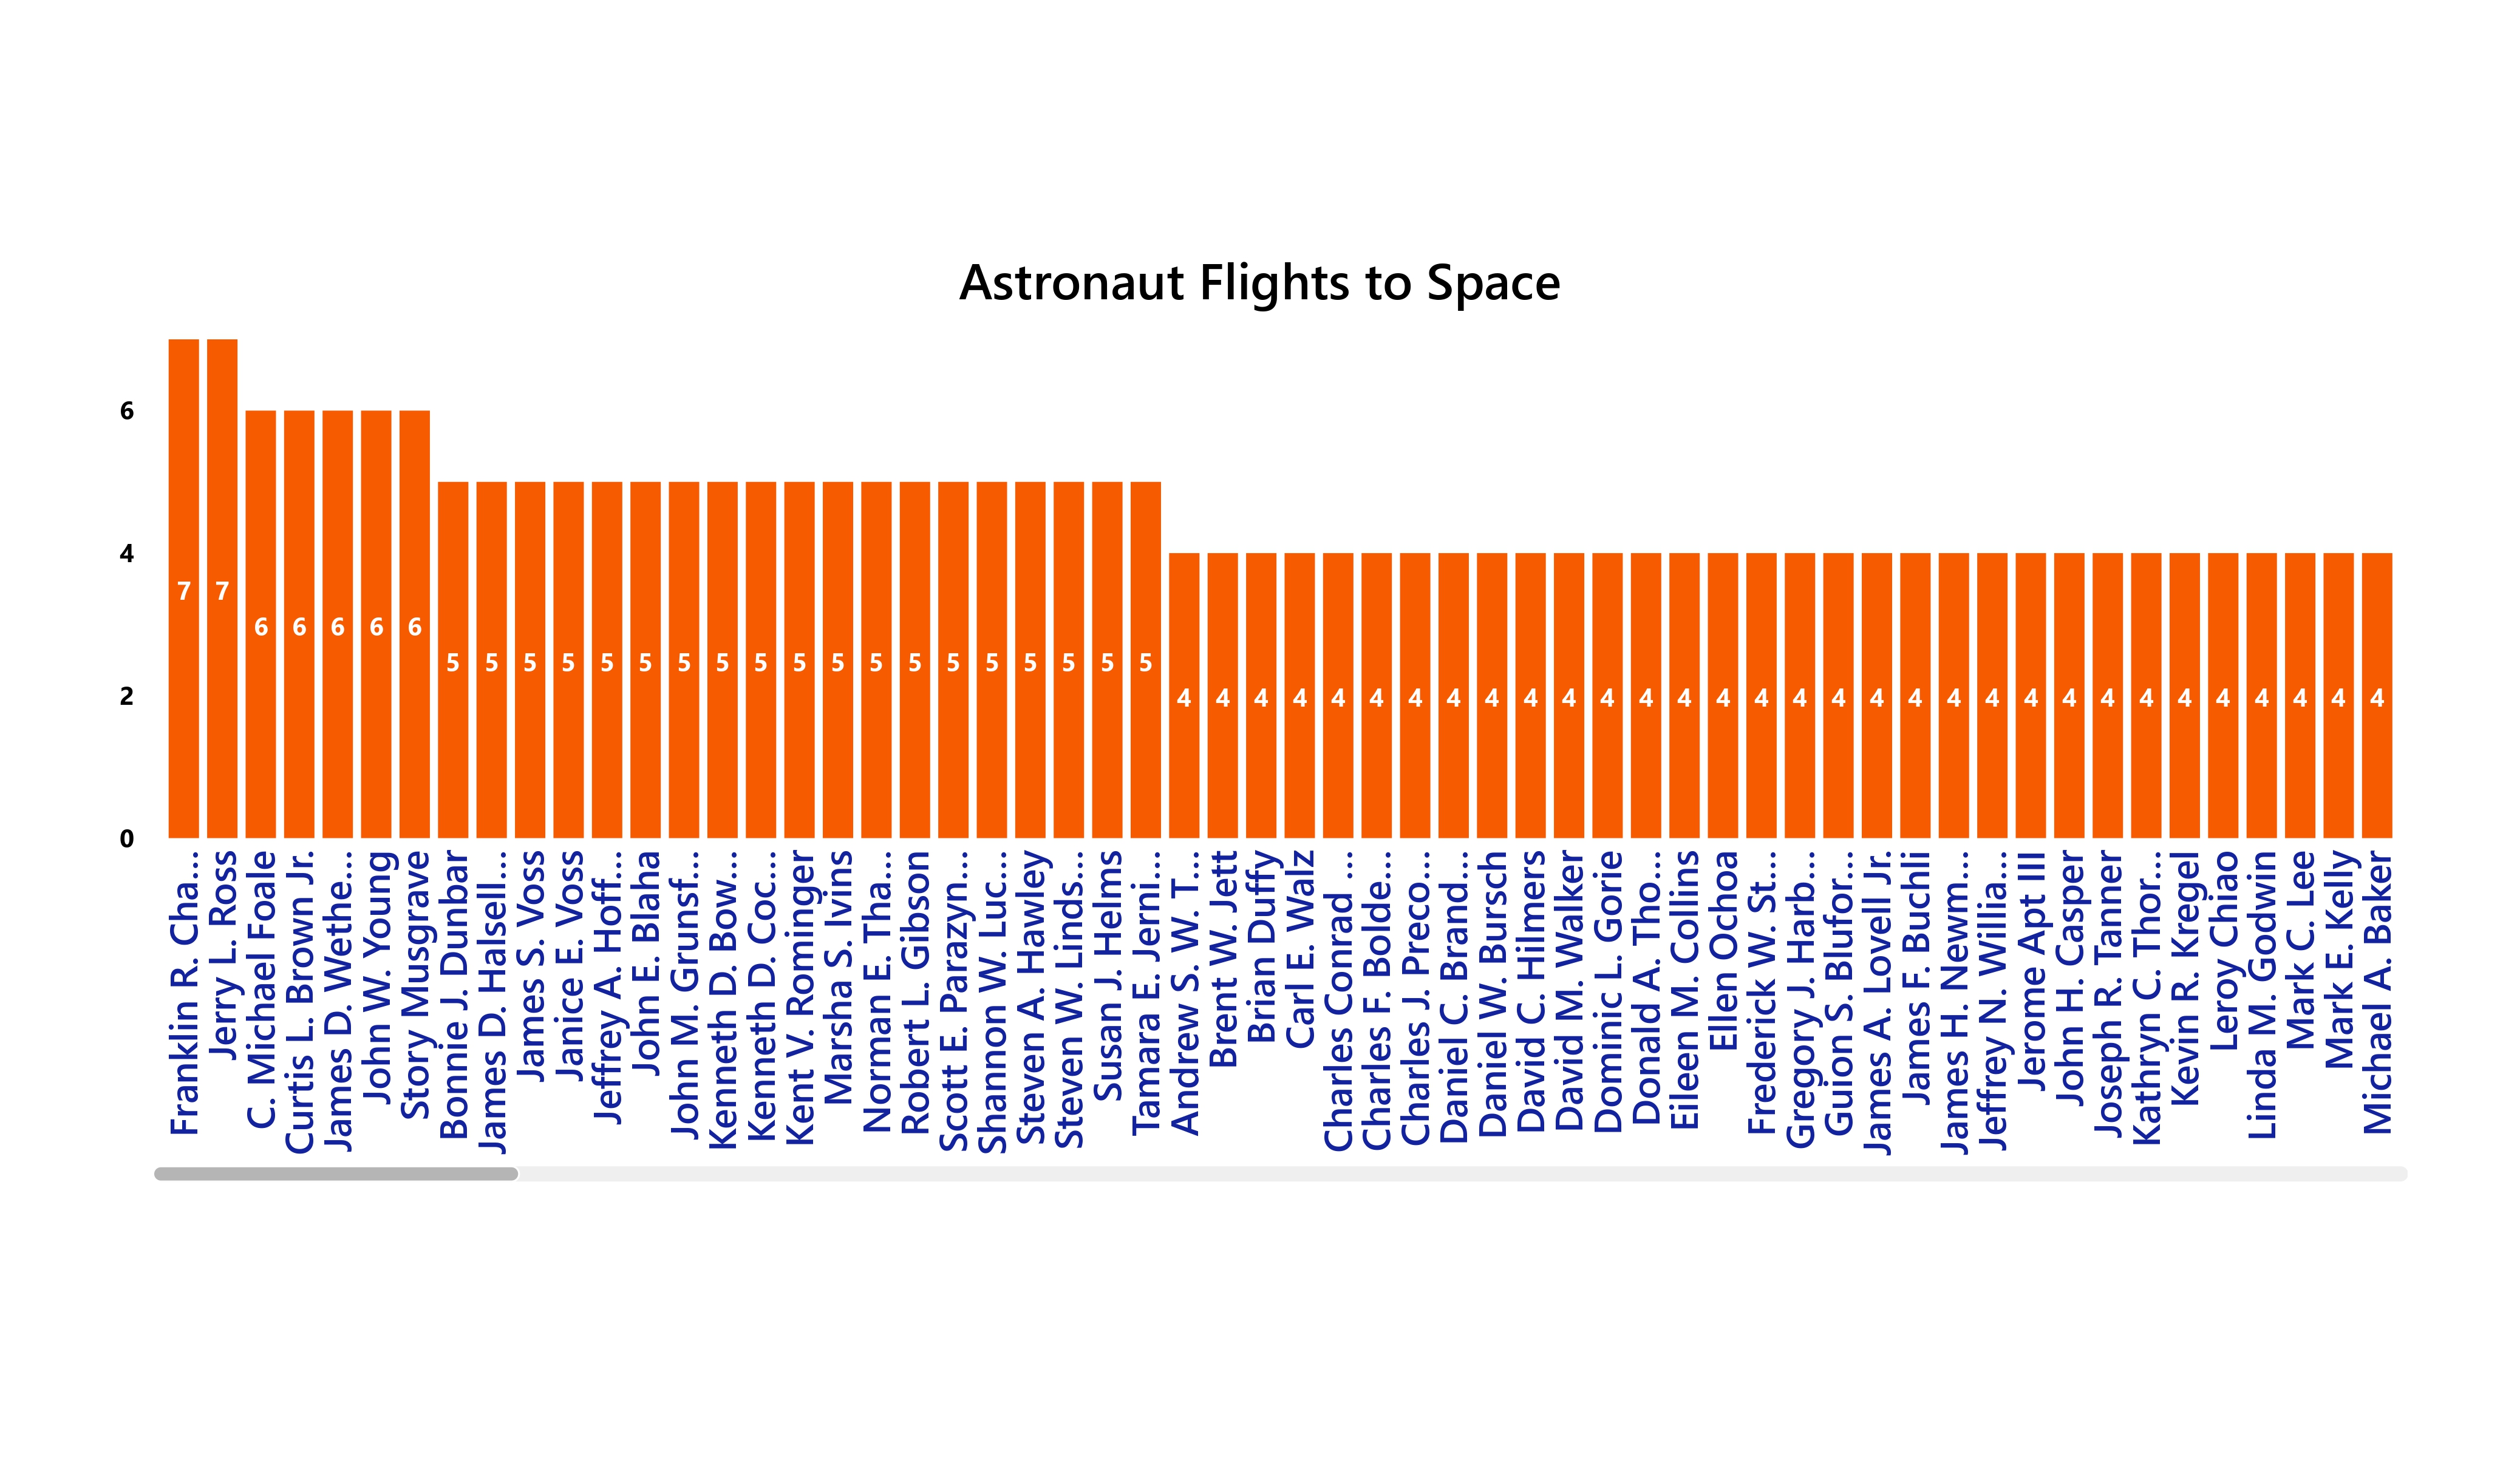 Astronaut Flights to Space
6
4
2
0
7 7 6 6 6 6 6 5 5 5 5 5 5 5 5 5 5 5 5 5 5 5 5 5 5 5 4 4 4 4 4 4 4 4 4 4 4 4 4 4 4 4 4 4 4 4 4 4 4 4 4 4 4 4 4 4 4 4
Franklin R. Cha...
Jerry L. Ross
C. Michael Foale
Curtis L. Brown Jr.
James D. Wethe...
John W. Young
Story Musgrave
Bonnie J. Dunbar
James D. Halsell...
James S. Voss
Janice E. Voss
Jeffrey A. Hoff...
John E. Blaha
John M. Grunsf...
Kenneth D. Bow...
Kenneth D. Coc...
Kent V. Rominger
Marsha S. Ivins
Norman E. Tha...
Robert L. Gibson
Scott E. Parazyn...
Shannon W. Luc...
Steven A. Hawley
Steven W. Linds...
Susan J. Helms
Tamara E. Jerni...
Andrew S. W. T...
Brent W. Jett
Brian Duffy
Carl E. Walz
Charles Conrad ...
Charles F. Bolde...
Charles J. Preco...
Daniel C. Brand...
Daniel W. Bursch
David C. Hilmers
David M. Walker
Dominic L. Gorie
Donald A. Tho...
Eileen M. Collins
Ellen Ochoa
Frederick W. St...
Gregory J. Harb...
Guion S. Blufor...
James A. Lovell Jr.
James F. Buchli
James H. Newm...
Jeffrey N. Willia...
Jerome Apt III
John H. Casper
Joseph R. Tanner
Kathryn C. Thor...
Kevin R. Kregel
Leroy Chiao
Linda M. Godwin
Mark C. Lee
Mark E. Kelly
Michael A. Baker